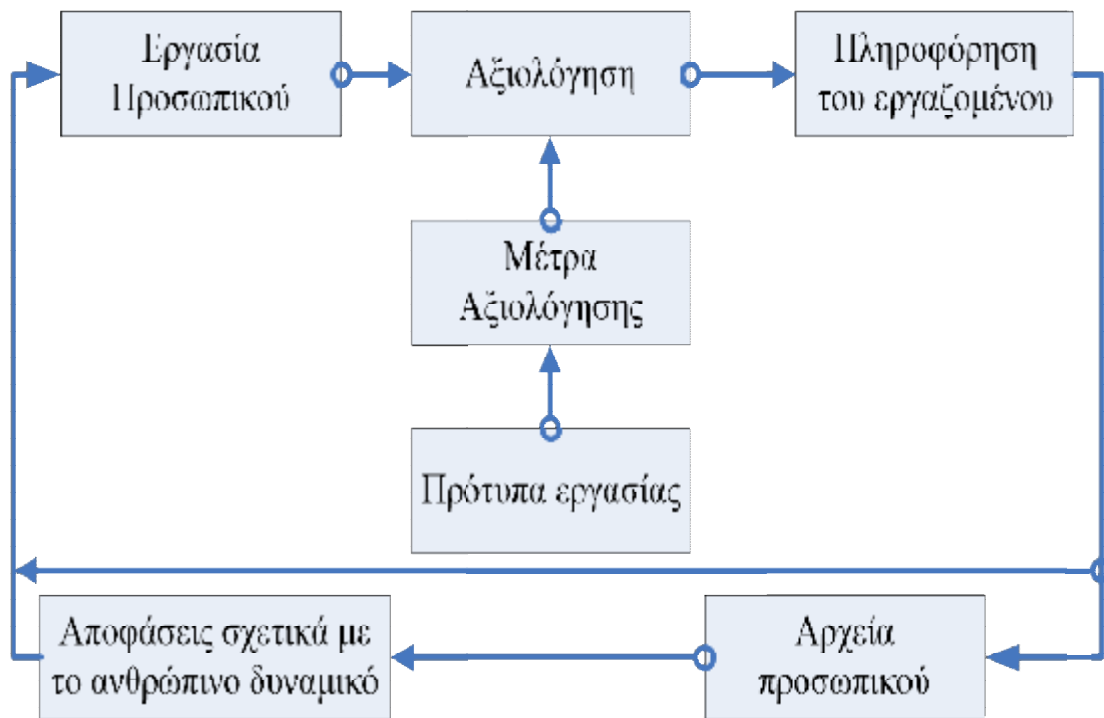 Εργασία
Προσωπικού
Αξιολόγηση
Πληροφόρηση
του εργαζομένου
Μέτρα
Αξιολόγησης
Πρότυπα εργασίας
Αποφάσεις σχετικά με
το ανθρώπινο δυναμικό
Αρχεία
προσωπικού